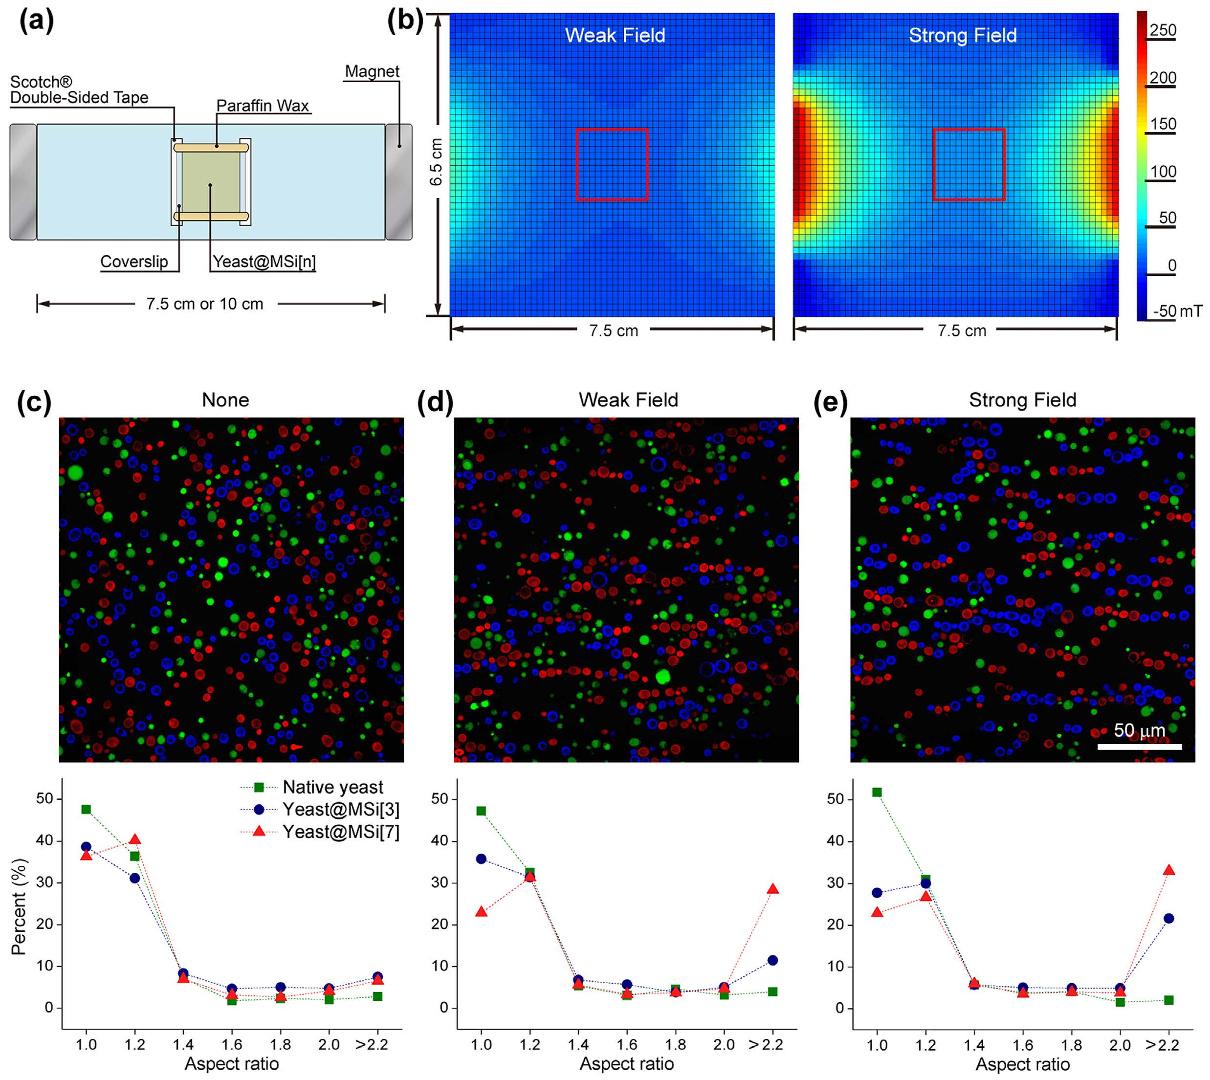 (a)
Scotch®
Double-Sided Tape
Paraffin Wax
Magnet
Coverslip
Yeast@MSi[n]
7.5 cm or 10 cm
(b)
Weak Field
Strong Field
6.5 cm
7.5 cm
7.5 cm
250
200
150
100
50
0
-50 mT
(c)
None
(d)
Weak Field
(e)
Strong Field
50 μm
Native yeast
Yeast@MSi[3]
Yeast@MSi[7]
Percent (%)
50
40
30
20
10
0
1.0 1.2 1.4 1.6 1.8 2.0 >2.2
Aspect ratio
50
40
30
20
10
0
1.0 1.2 1.4 1.6 1.8 2.0 >2.2
Aspect ratio
50
40
30
20
10
0
1.0 1.2 1.4 1.6 1.8 2.0 >2.2
Aspect ratio